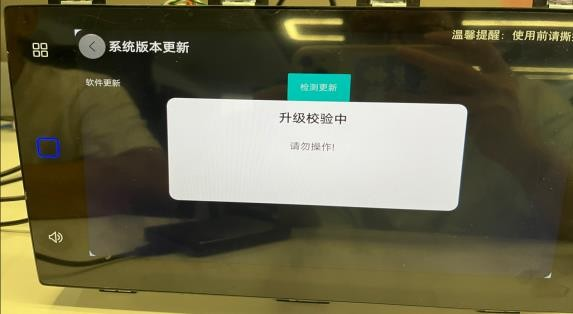 温馨提醒：使用前请撕
系统版本更新
软件更新
检测更新
升级校验中
请勿操作!